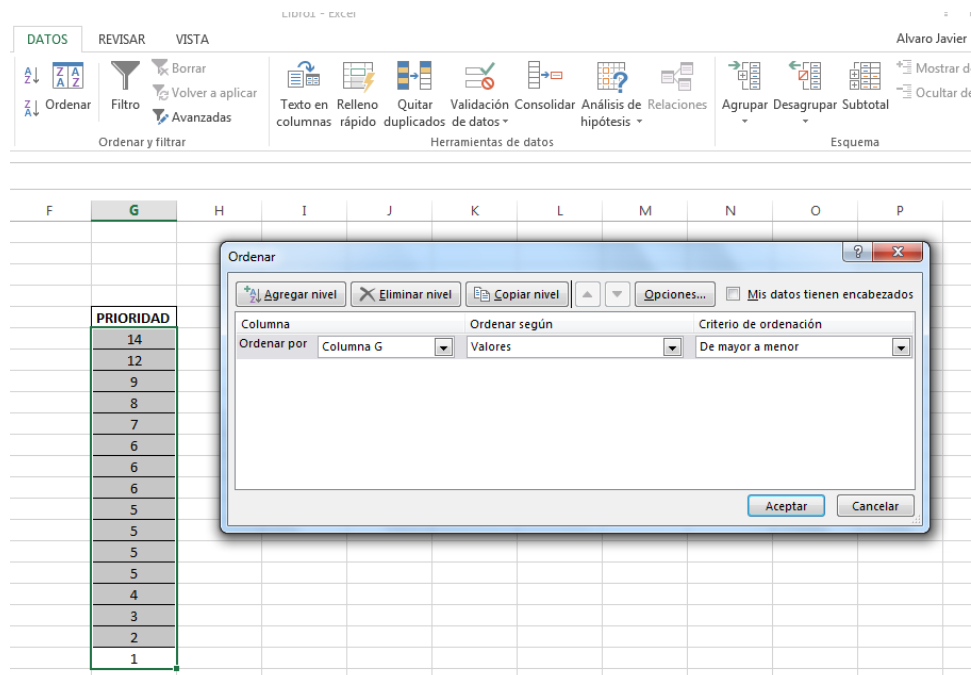 Libro1 - Excel
DATOS REVISAR VISTA Alvaro Javier
Borrar
Volver a aplicar
Avanzadas
Ordenar
Filtro
Texto en columnas
Relleno rápido
Quitar duplicados
Validación de datos
Consolidar
Análisis de hipótesis
Relaciones
Agrupar
Desagrupar
Subtotal
Mostrar de
Ocultar de
Ordenar y filtrar
Herramientas de datos
Esquema
F G H I J K L M N O P
Ordenar
Agregar nivel Eliminar nivel Copiar nivel Opciones... Mis datos tienen encabezados
Columna Ordenar según Criterio de ordenación
Ordenar por Columna G Valores De mayor a menor
Aceptar Cancelar
PRIORIDAD
14
12
9
8
7
6
6
6
5
5
5
5
4
3
2
1